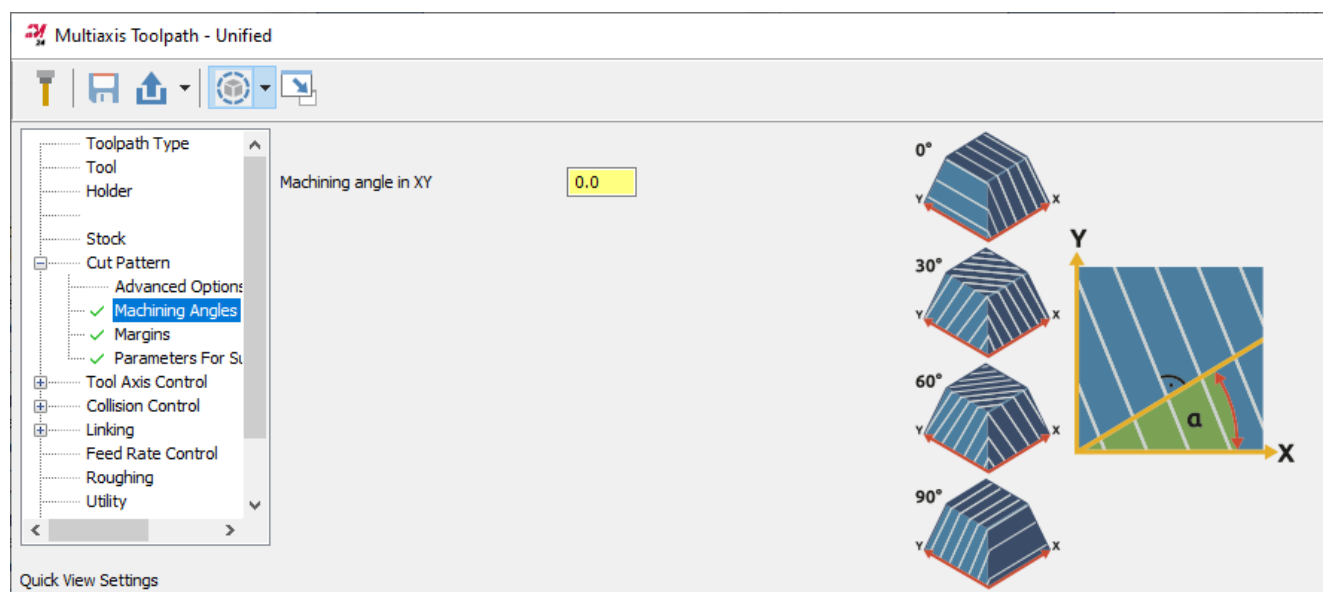 24
Multiaxis Toolpath - Unified
Toolpath Type
Tool
Holder
Stock
Cut Pattern
Advanced Options
Machining Angles
Margins
Parameters For Su
Tool Axis Control
Collision Control
Linking
Feed Rate Control
Roughing
Utility
Quick View Settings
Machining angle in XY
0.0
0°
Y X
30°
Y X
60°
Y X
90°
Y X
Y
a
X